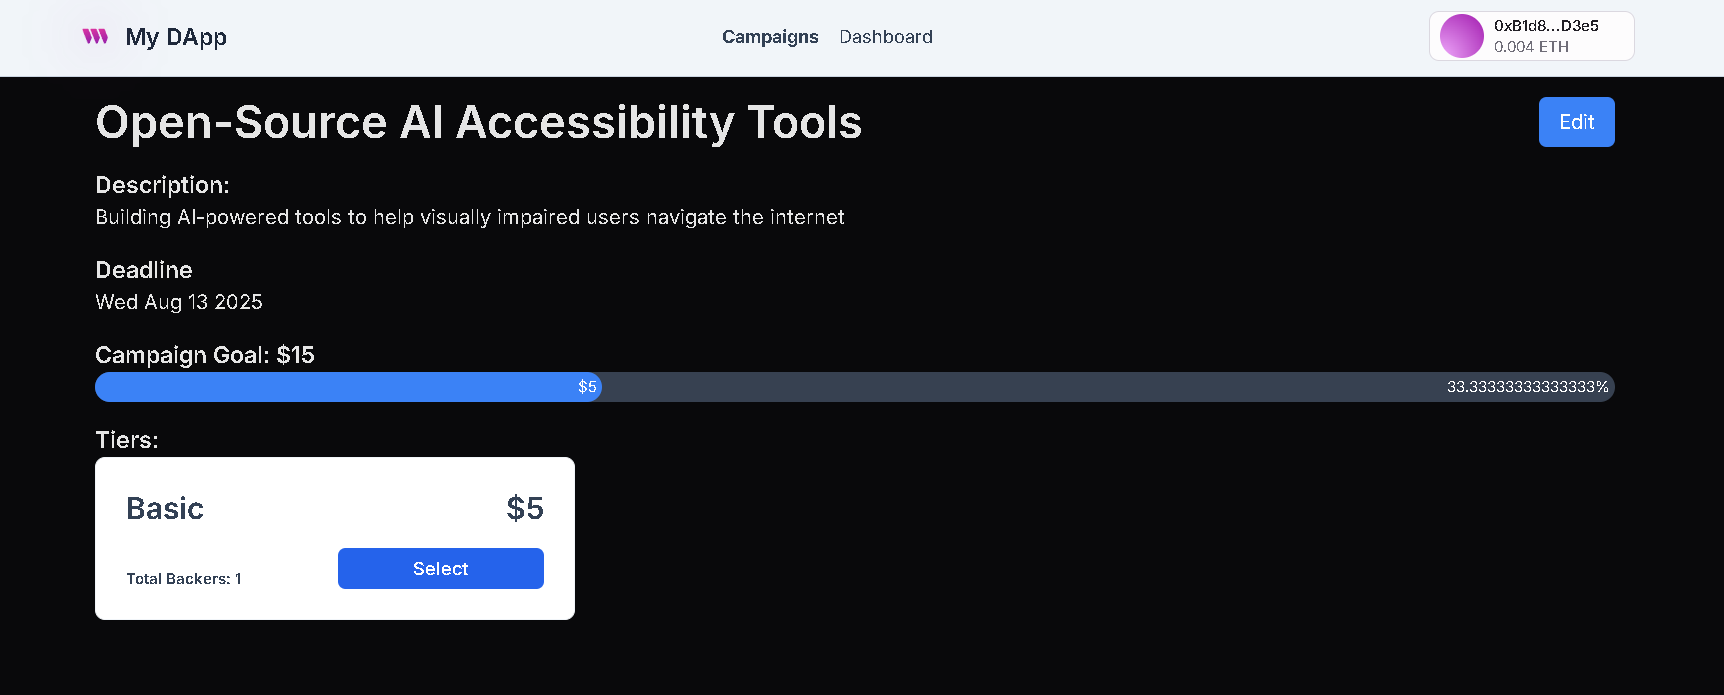 My DApp
Campaigns Dashboard
0xB1d8...D3e5
0.004 ETH
Open-Source AI Accessibility Tools
Edit
Description:
Building AI-powered tools to help visually impaired users navigate the internet
Deadline
Wed Aug 13 2025
Campaign Goal: $15
$5 33.33333333333333%
Tiers:
Basic $5
Total Backers: 1
Select